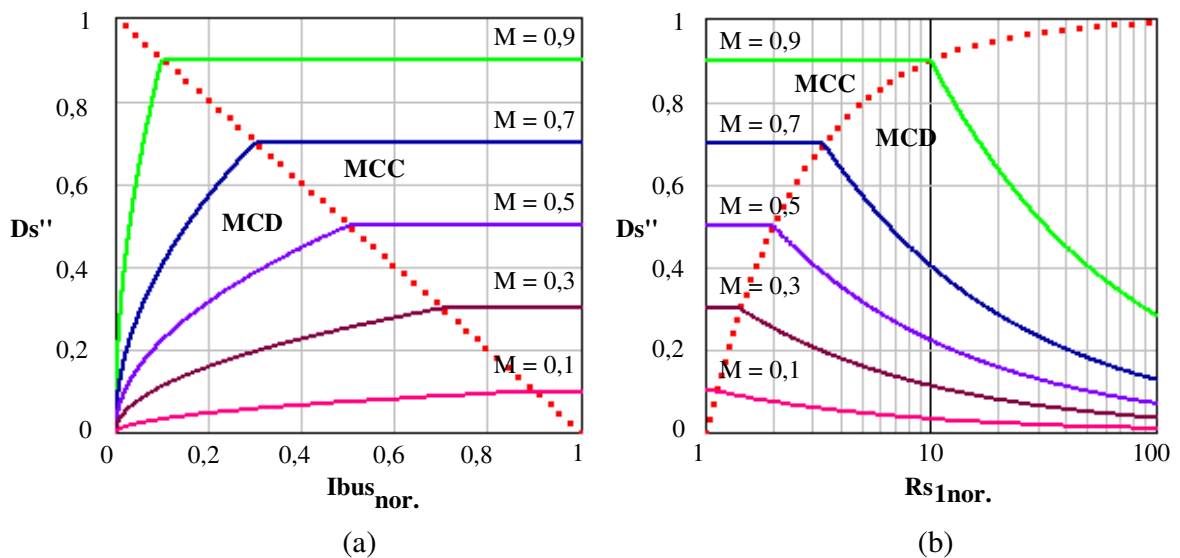 1
0,8
0,6
Ds''
0,4
0,2
0
0
0,2
0,4
0,6
0,8
1
Ibus nor.
M = 0,9
M = 0,7
MCC
MCD
M = 0,5
M = 0,3
M = 0,1
(a)
1
0,8
0,6
Ds''
0,4
0,2
0
1
10
100
Rs1nor.
M = 0,9
MCC
M = 0,7
MCD
M = 0,5
M = 0,3
M = 0,1
(b)